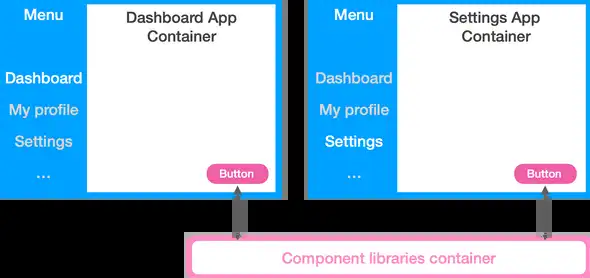 Menu
Dashboard App
Container
Dashboard
My profile
Settings
...
Button
Menu
Settings App
Container
Dashboard
My profile
Settings
...
Button
Component libraries container